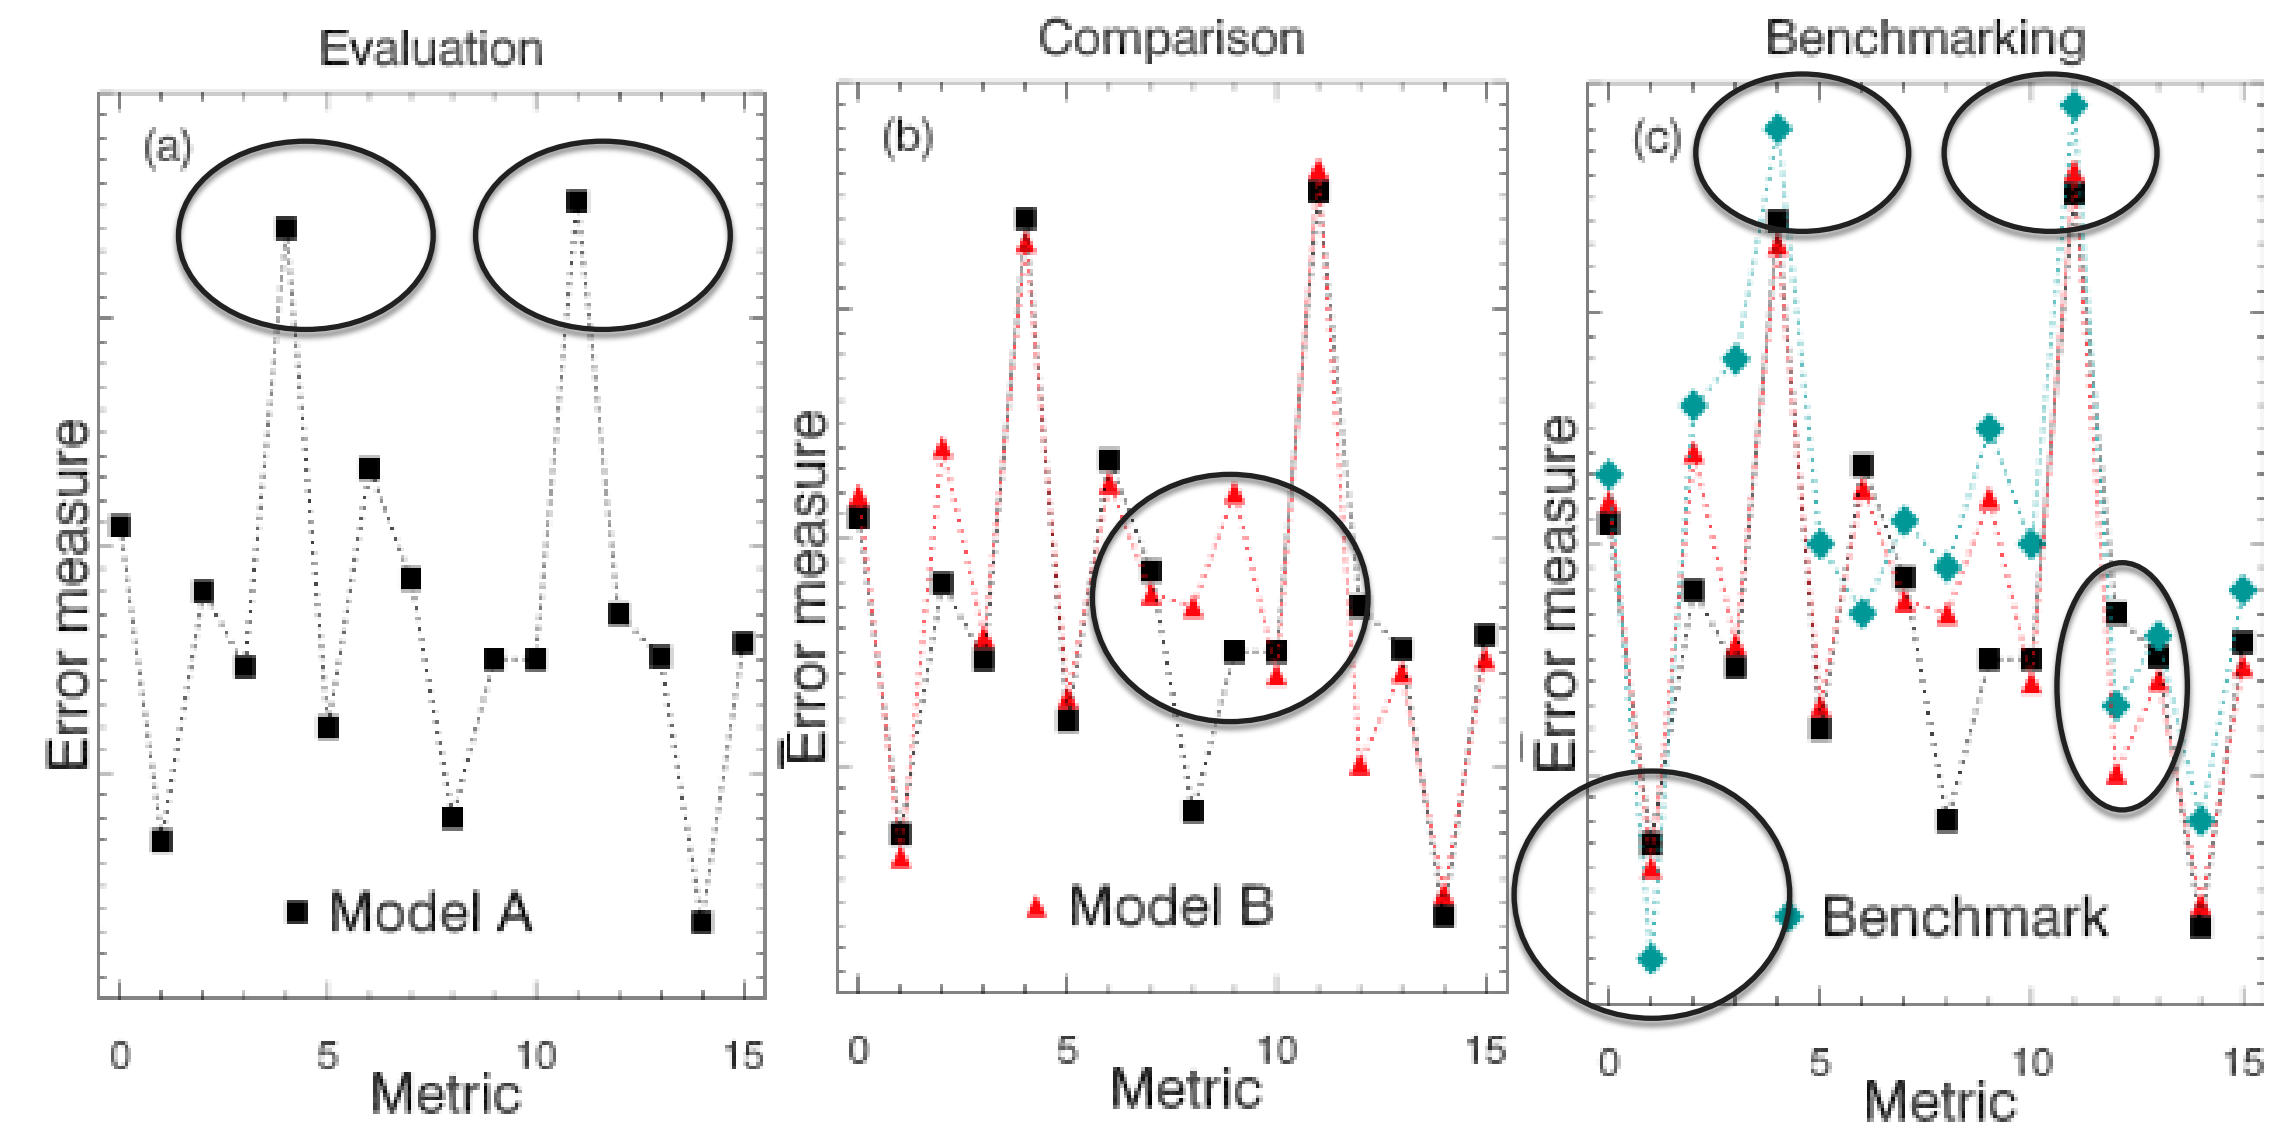 Evaluation
(a)
Error measure
Model A
0 5 10 15
Metric
Comparison
(b)
Error measure
Model B
0 5 10 15
Metric
Benchmarking
(c)
Error measure
Benchmark
0 5 10 15
Metric